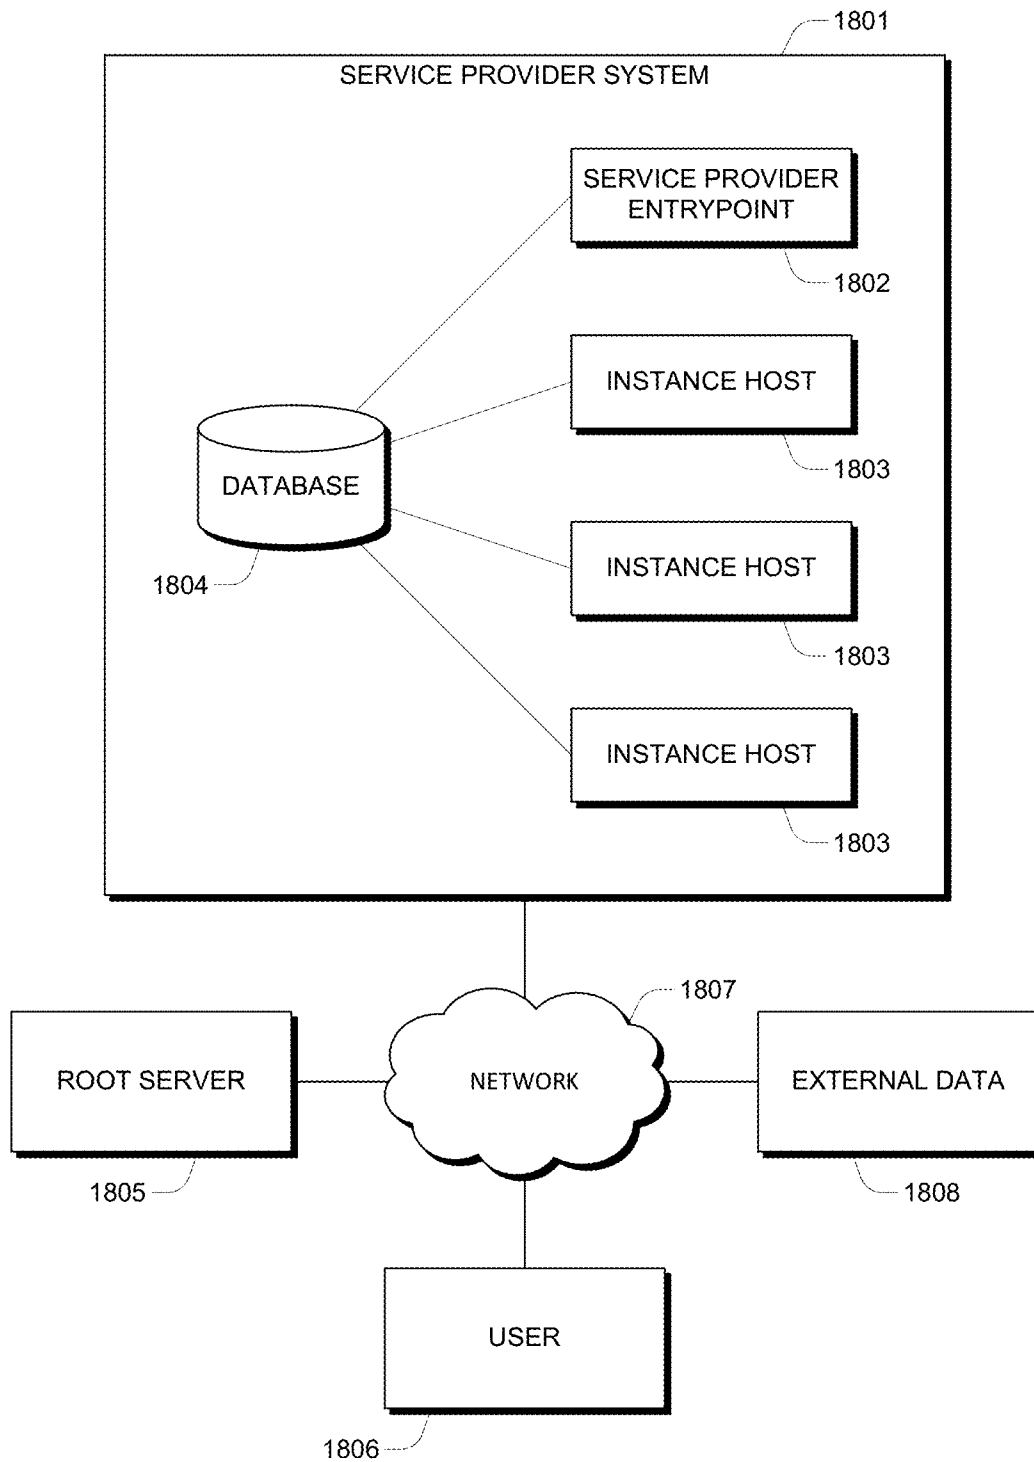 1801
SERVICE PROVIDER SYSTEM
SERVICE PROVIDER
ENTRYPOINT
1802
INSTANCE HOST
1803
DATABASE
1804
INSTANCE HOST
1803
INSTANCE HOST
1803
1807
ROOT SERVER
NETWORK
EXTERNAL DATA
1805
1808
USER
1806